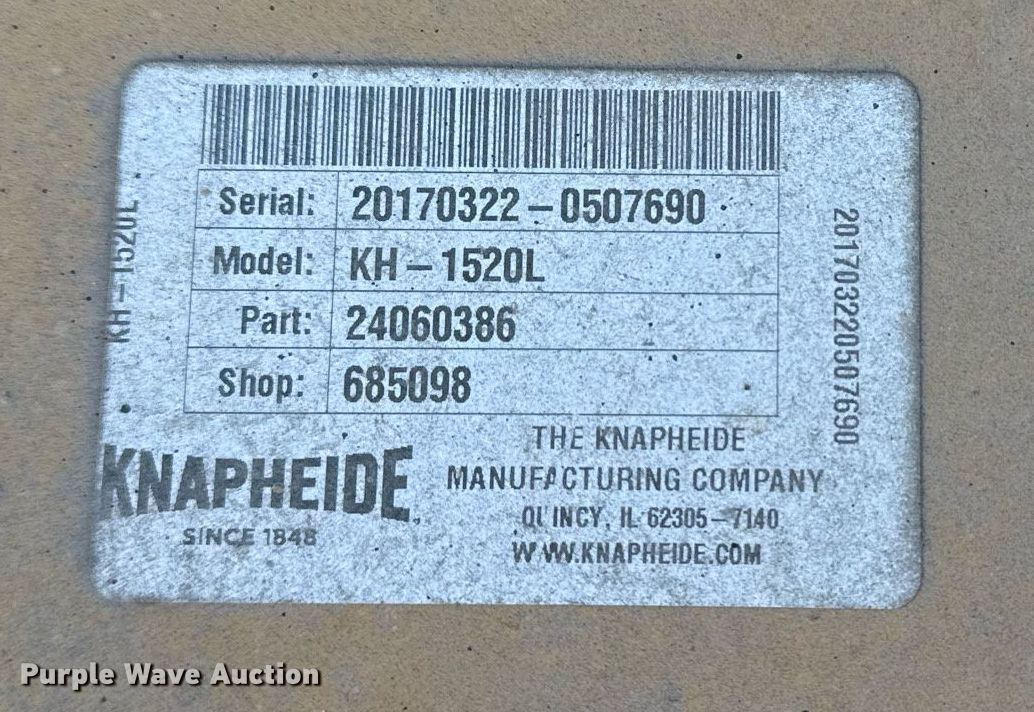 Serial: 20170322-0507690
Model: KH-1520L
Part: 24060386
Shop: 685098
KH-1520L
201703220507690
KNAPHEIDE
SINCE 1848
THE KNAPHEIDE
MANUFACTURING COMPANY
QUINCY, IL 62305-7140
WWW.KNAPHEIDE.COM
Purple Wave Auction